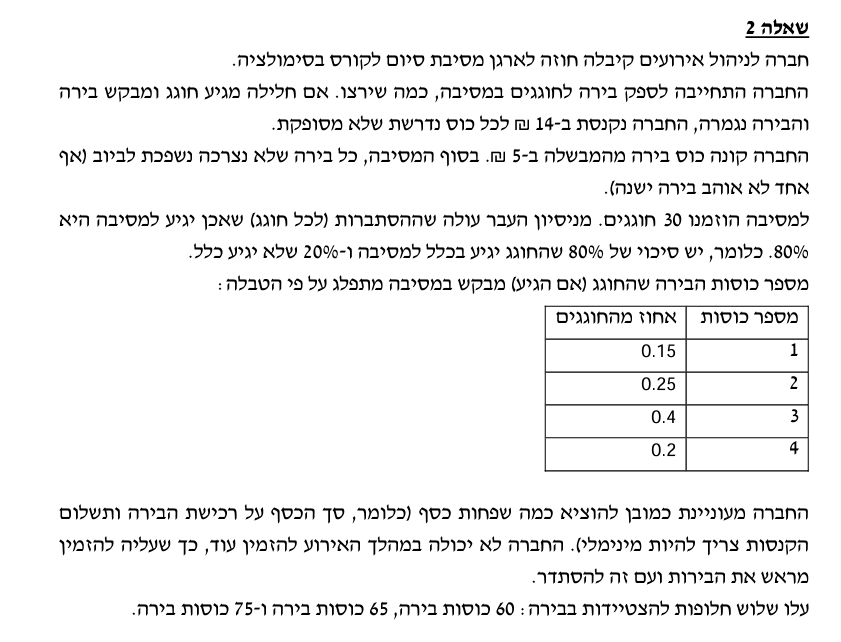 שאלה 2
חברה לניהול אירועים קיבלה חוזה לארגן מסיבת סיום לקורס בסימולציה.
החברה התחייבה לספק בירה לחוגגים במסיבה, כמה שירצו. אם חלילה מגיע חוגג ומבקש בירה
והבירה נגמרה, החברה נקנסת ב-14 ₪ לכל כוס נדרשת שלא מסופקת.
החברה קונה כוס בירה מהמבשלה ב-5 ₪. בסוף המסיבה, כל בירה שלא נצרכה נשפכת לביוב (אף
אחד לא אוהב בירה ישנה).
למסיבה הוזמנו 30 חוגגים. מניסיון העבר עולה שההסתברות (לכל חוגג) שאכן יגיע למסיבה היא
80%. כלומר, יש סיכוי של 80% שהחוגג יגיע בכלל למסיבה ו-20% שלא יגיע כלל.
מספר כוסות הבירה שהחוגג (אם הגיע) מבקש במסיבה מתפלג על פי הטבלה:
מספר כוסות אחוז מהחוגגים
1 0.15
2 0.25
3 0.4
4 0.2
החברה מעוניינת כמובן להוציא כמה שפחות כסף (כלומר, סך הכסף על רכישת הבירה ותשלום
הקנסות צריך להיות מינימלי). החברה לא יכולה במהלך האירוע להזמין עוד, כך שעליה להזמין
מראש את הבירות ועם זה להסתדר.
עלו שלוש חלופות להצטיידות בבירה: 60 כוסות בירה, 65 כוסות בירה ו-75 כוסות בירה.